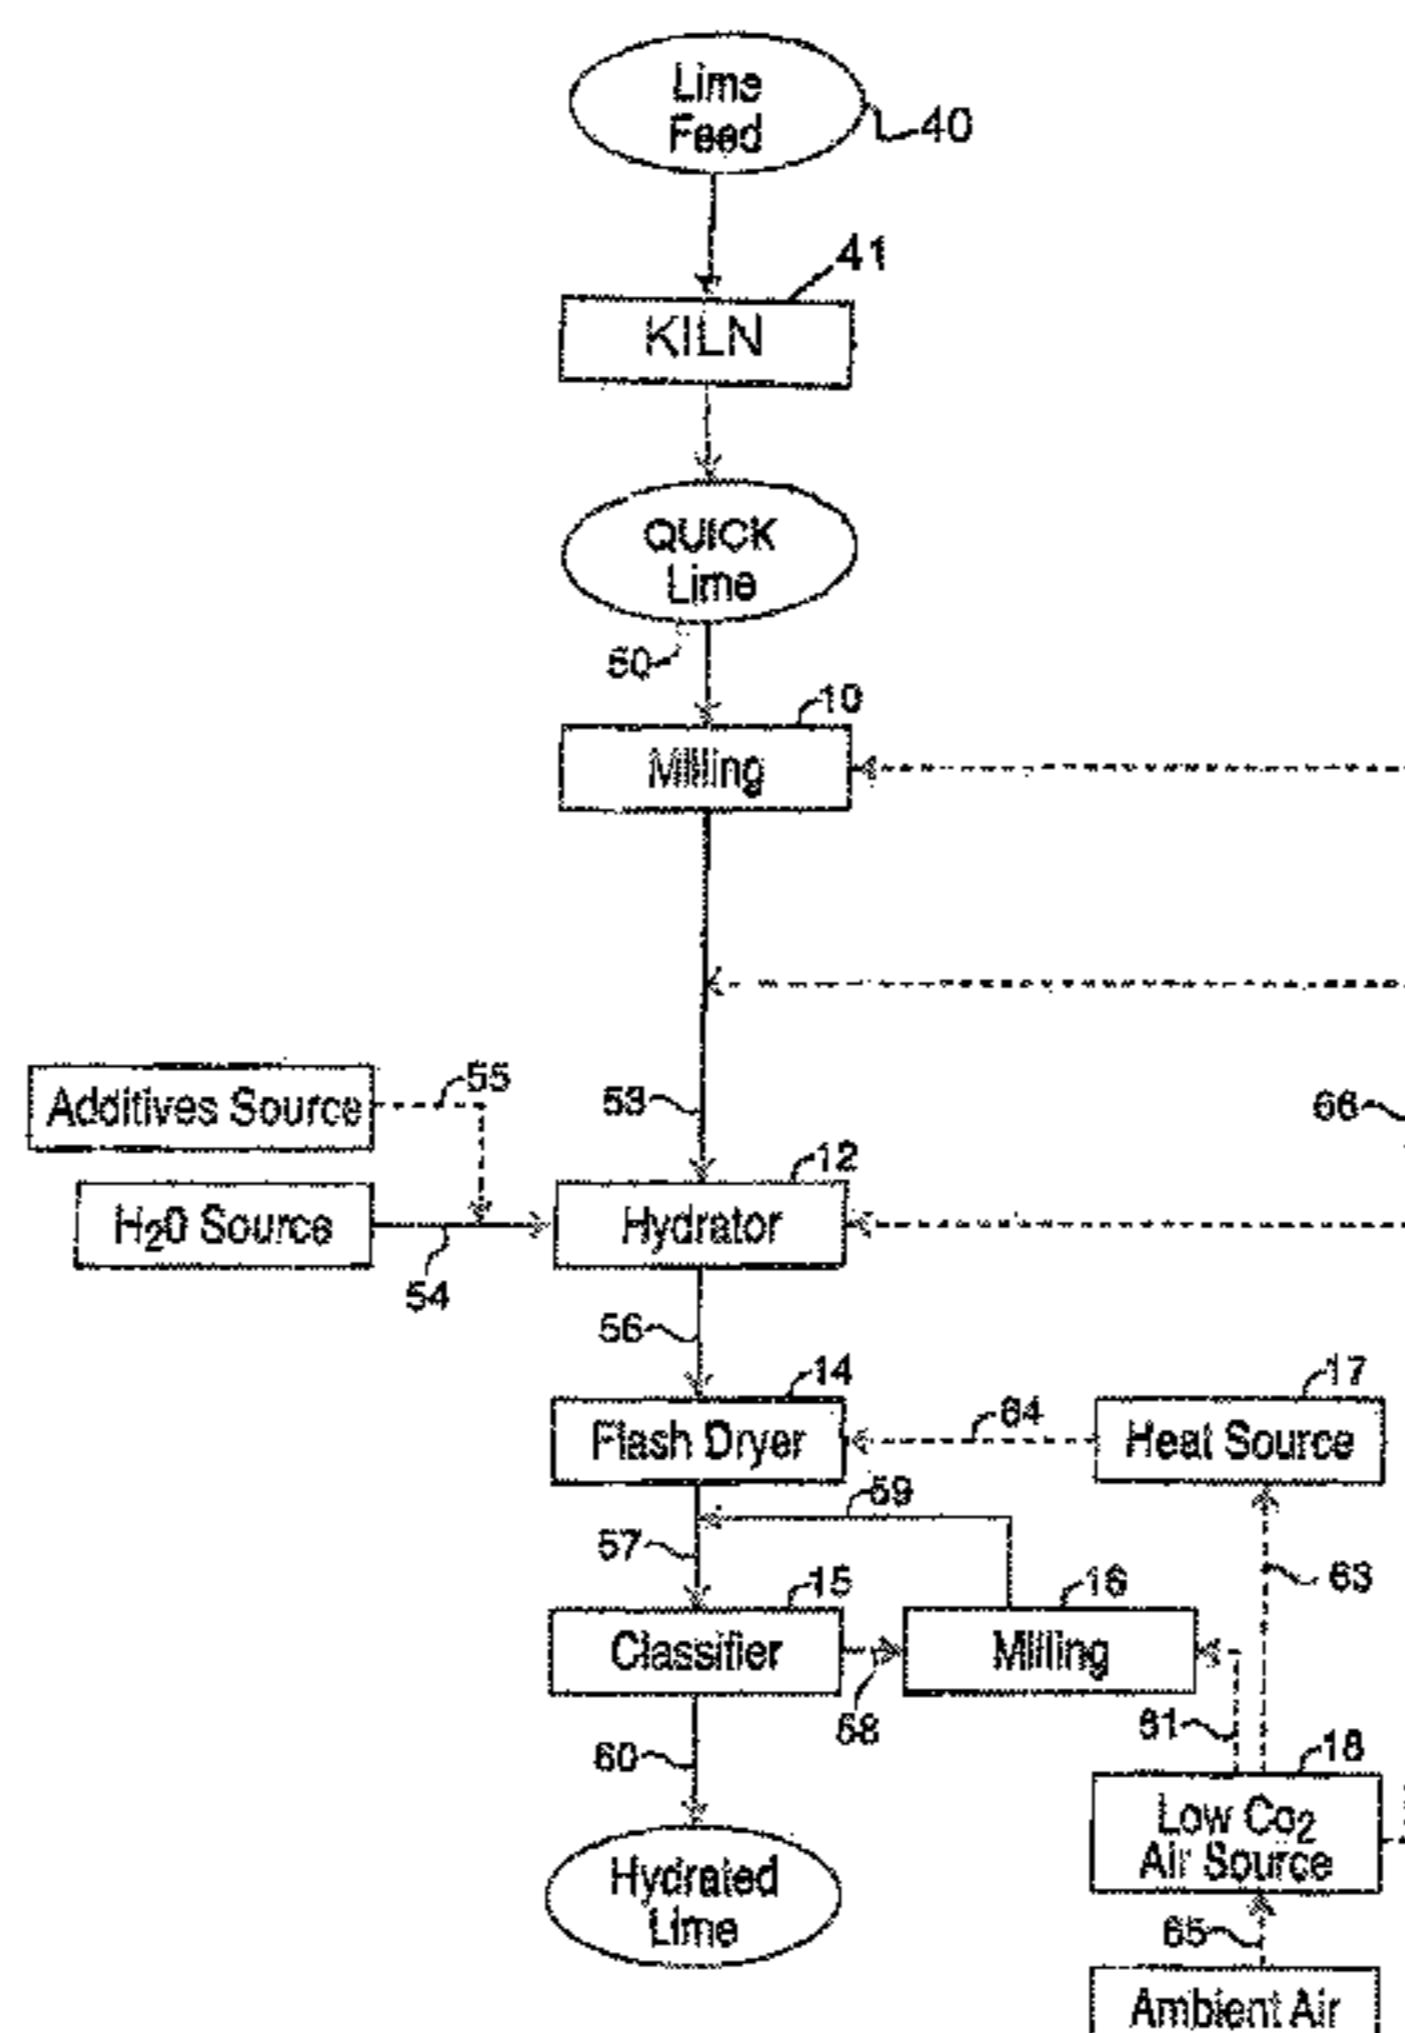 Lime
Feed
40
41
KILN
QUICK
Lime
50
10
Milling
53
Additives Source
55
66
12
H20 Source
Hydrator
54
56
14
17
Flash Dryer
64
Heat Source
59
57
15
16
63
Classifier
Milling
58
61
60
18
Low Co2
Air Source
Hydrated
Lime
65
Ambient Air